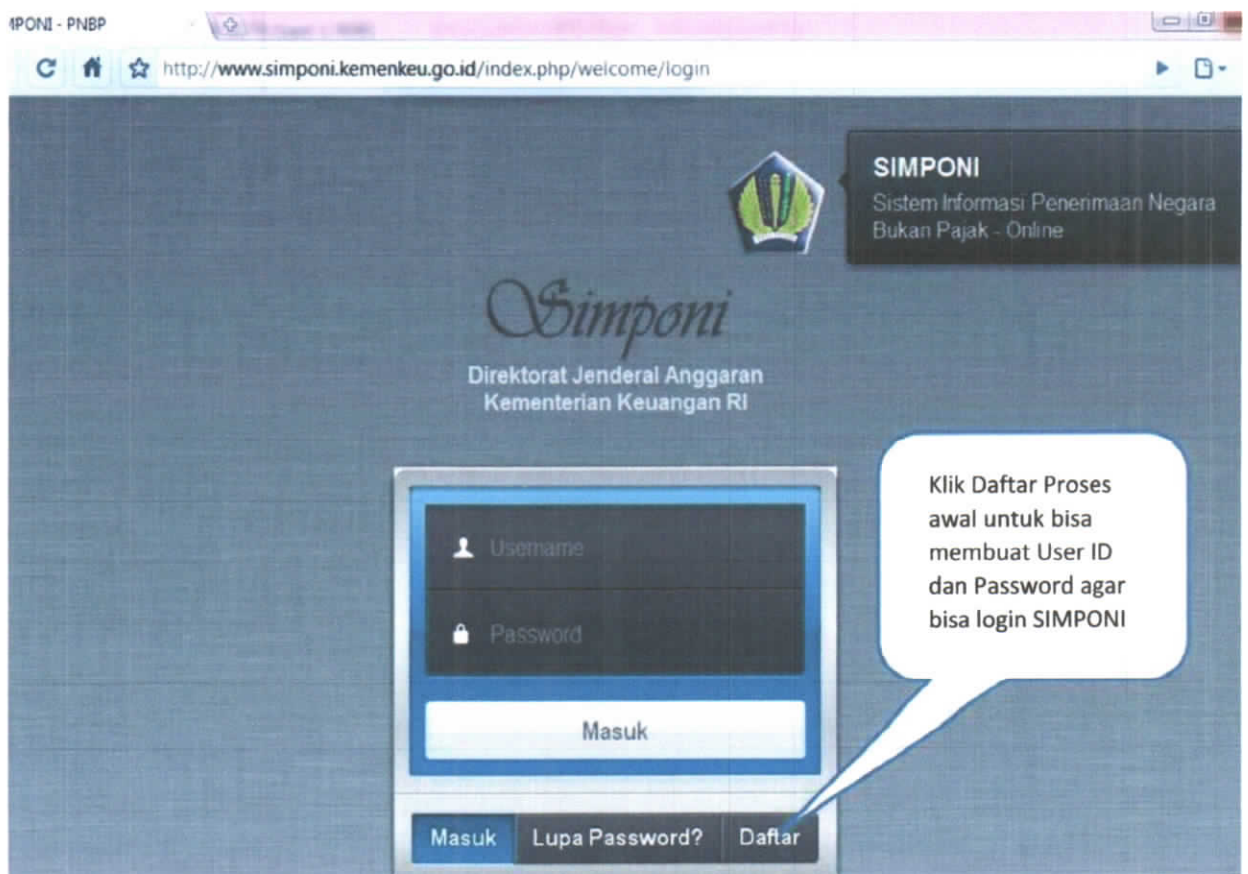 IPONI - PNBP
http://www.simponi.kemenkeu.go.id/index.php/welcome/login
SIMPONI
Sistem Informasi Penerimaan Negara
Bukan Pajak - Online
Simponi
Direktorat Jenderal Anggaran
Kementerian Keuangan RI
Klik Daftar Proses
awal untuk bisa
membuat User ID
dan Password agar
bisa login SIMPONI
Username
Password
Masuk
Masuk Lupa Password? Daftar